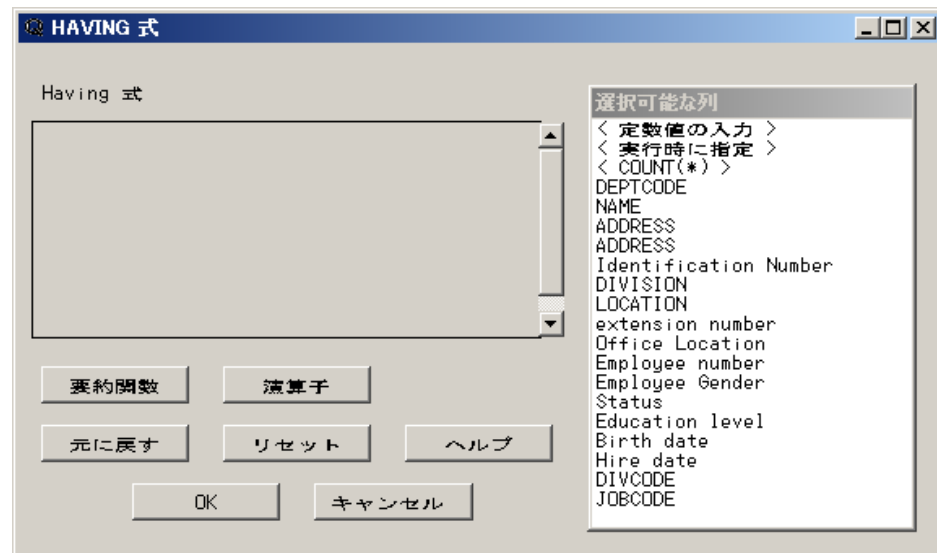 HAVING 式
Having 式
選択可能な列
< 定数値の入力 >
< 実行時に指定 >
< COUNT(*) >
DEPTCODE
NAME
ADDRESS
ADDRESS
Identification Number
DIVISION
LOCATION
extension number
Office Location
Employee number
Employee Gender
Status
Education level
Birth date
Hire date
DIVCODE
JOBCODE
要約関数 演算子
元に戻す リセット ヘルプ
OK キャンセル